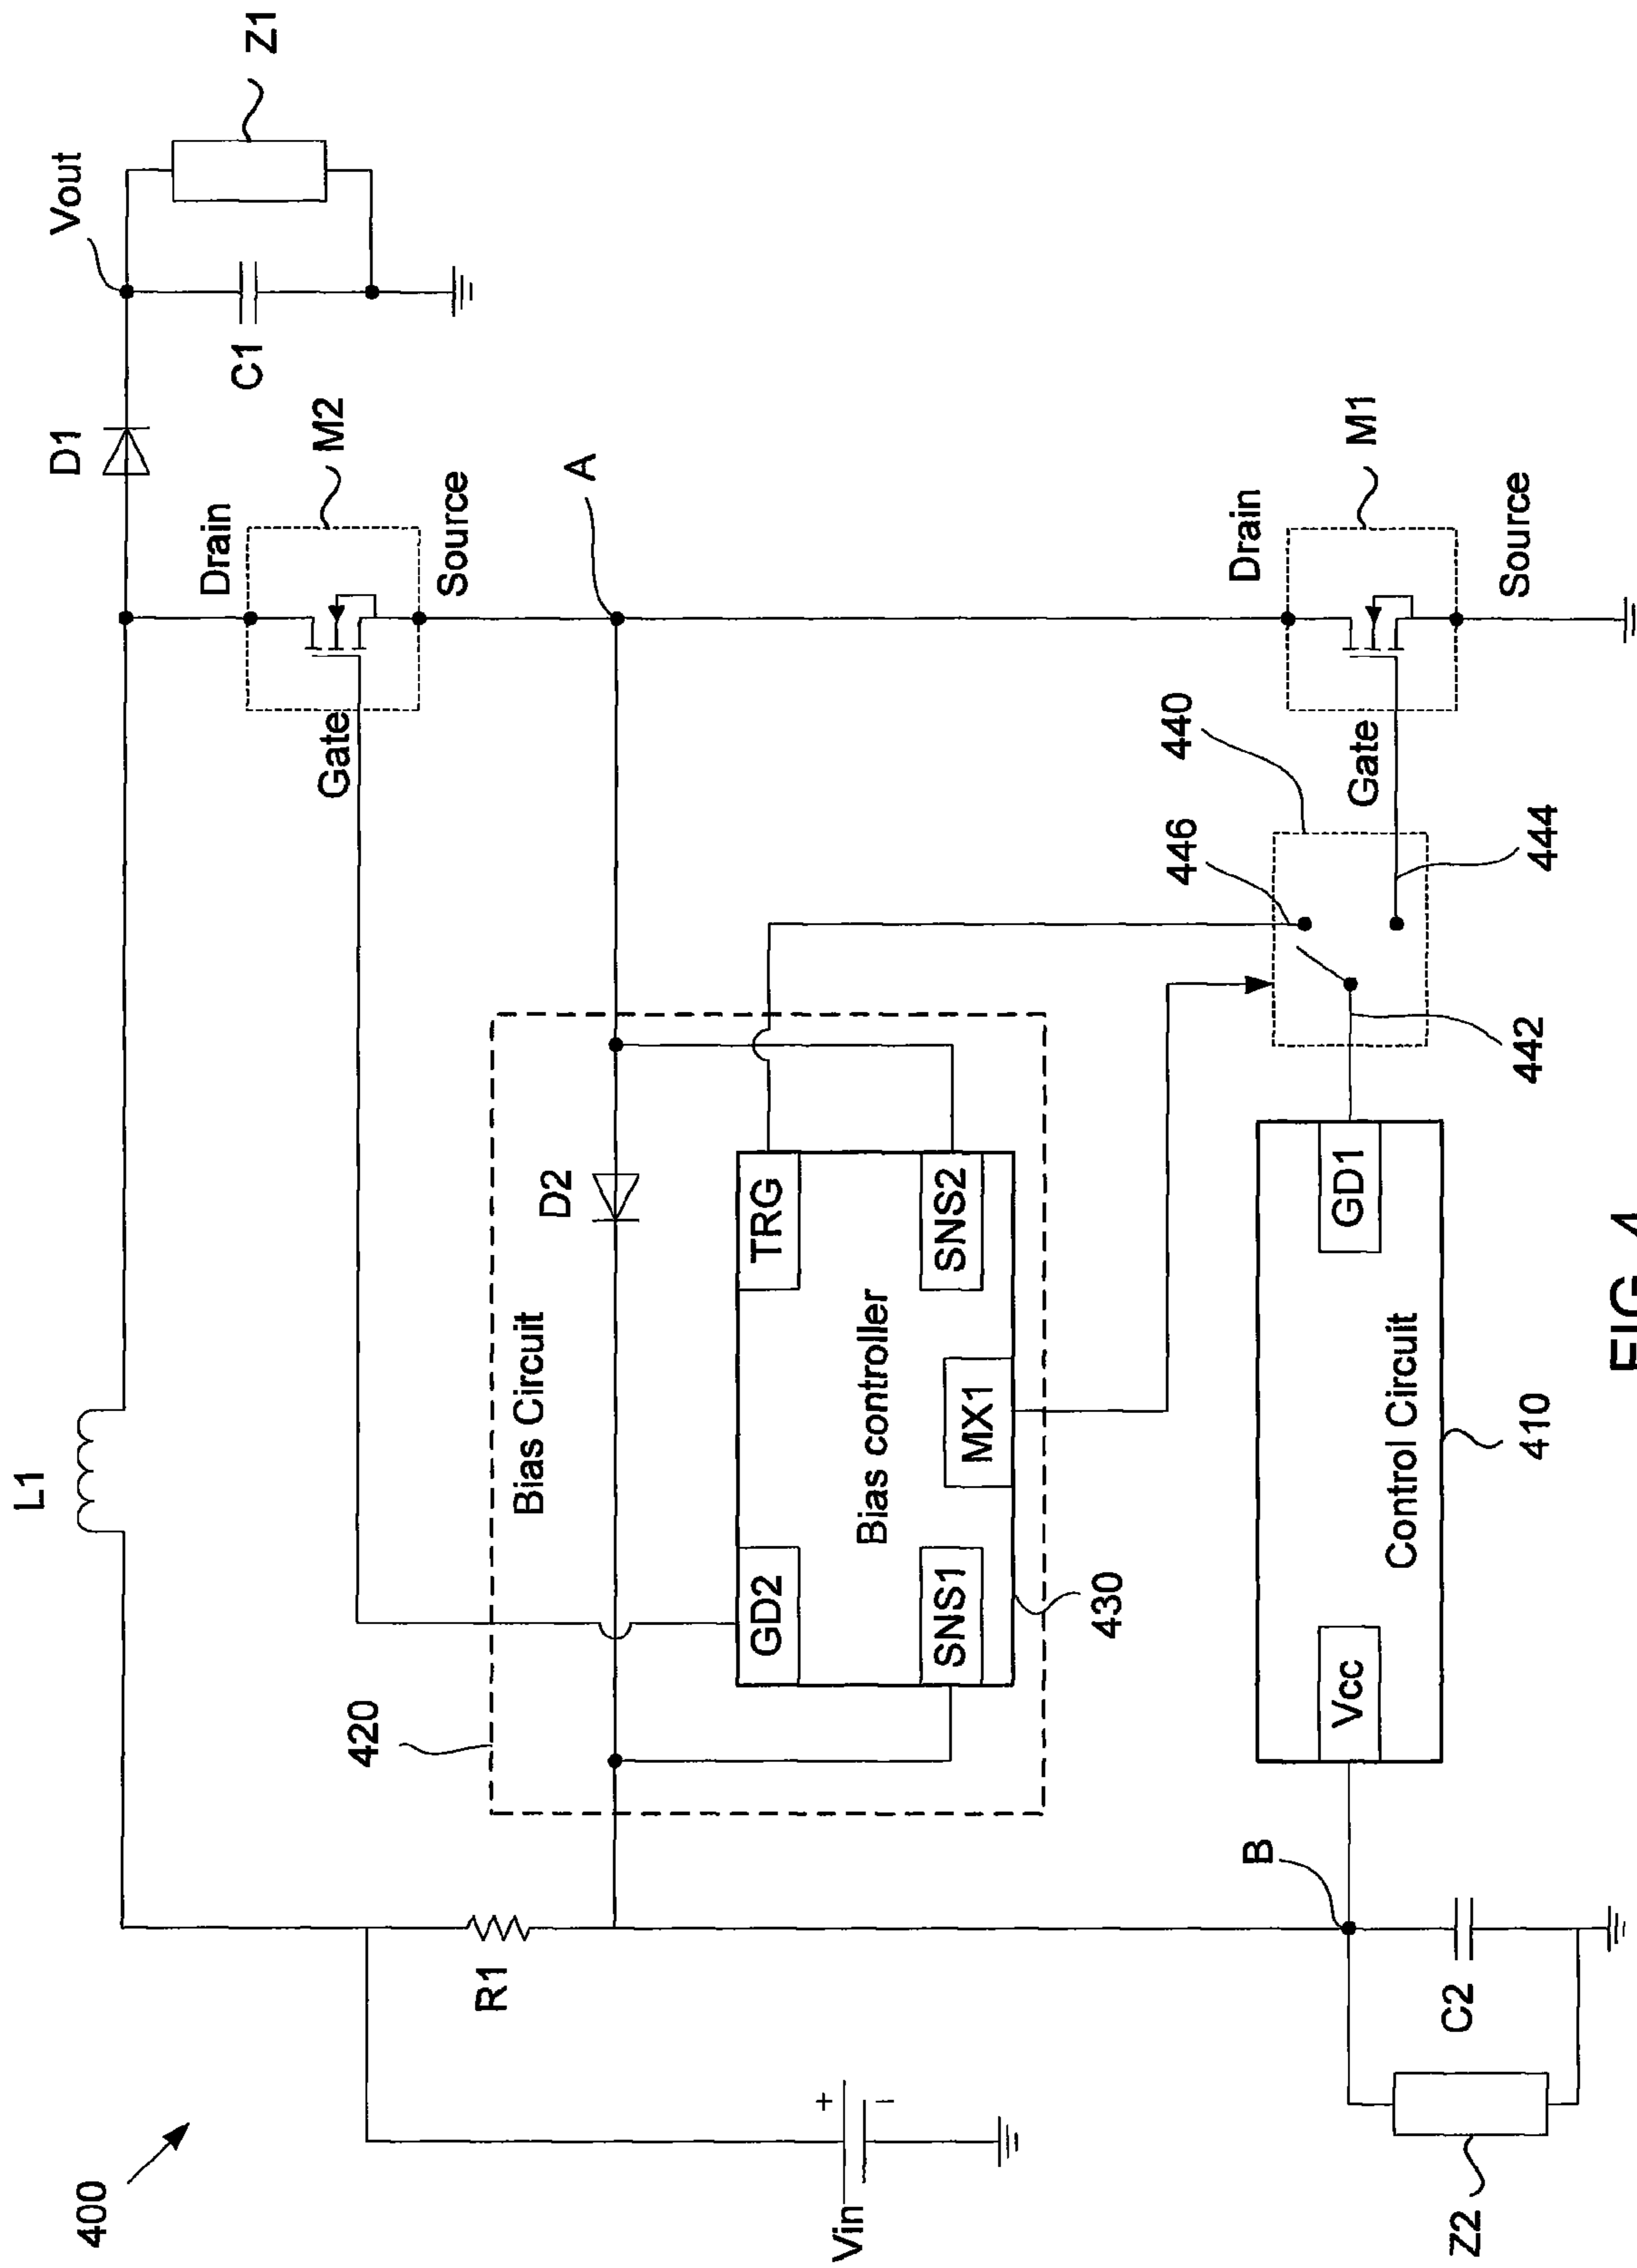 400
L1
D1
Vout
Z1
C1
M2
Drain
Gate
Source
A
R1
Vin
+
−
420
Bias Circuit
D2
GD2
TRG
Bias controller
SNS1
MX1
SNS2
430
440
446
442
444
Drain
Gate
Source
M1
B
Vcc
GD1
Control Circuit
410
C2
Z2
FIG. 4